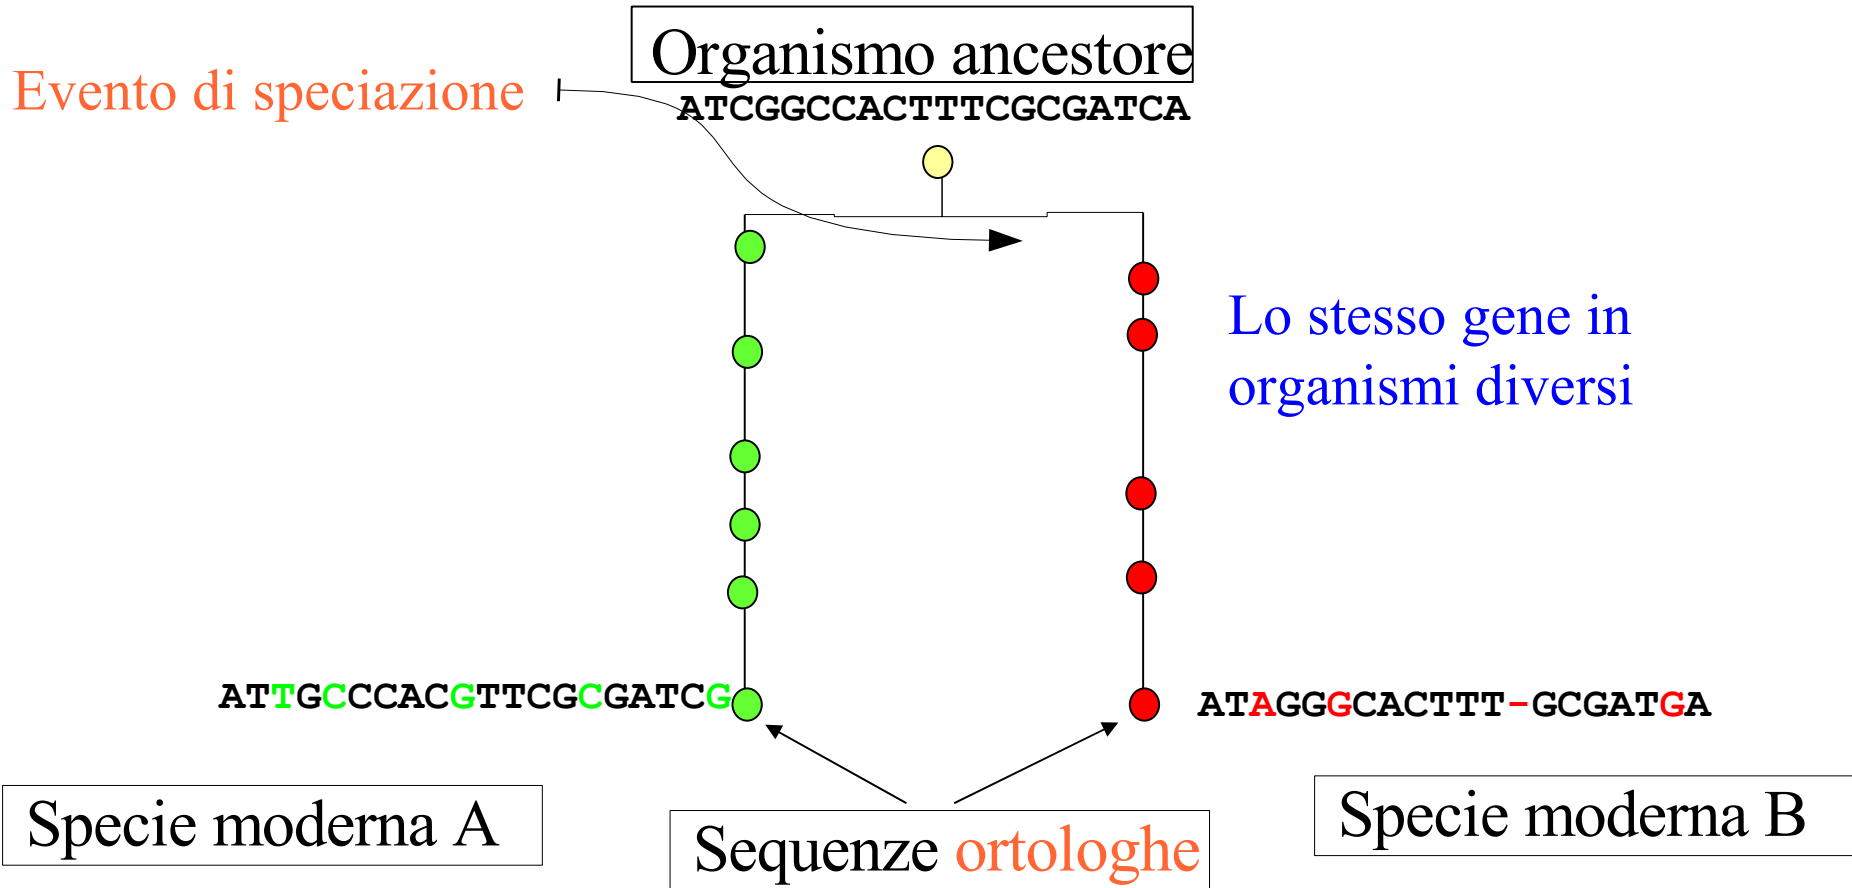 Organismo ancestore
Evento di speciazione
ATCGGCCACTTTCGCGATCA
Lo stesso gene in
organismi diversi
ATTGCCCACGTTCGCGATCG
ATAGGGCACTTT-GCGATGA
Specie moderna A
Specie moderna B
Sequenze ortologhe